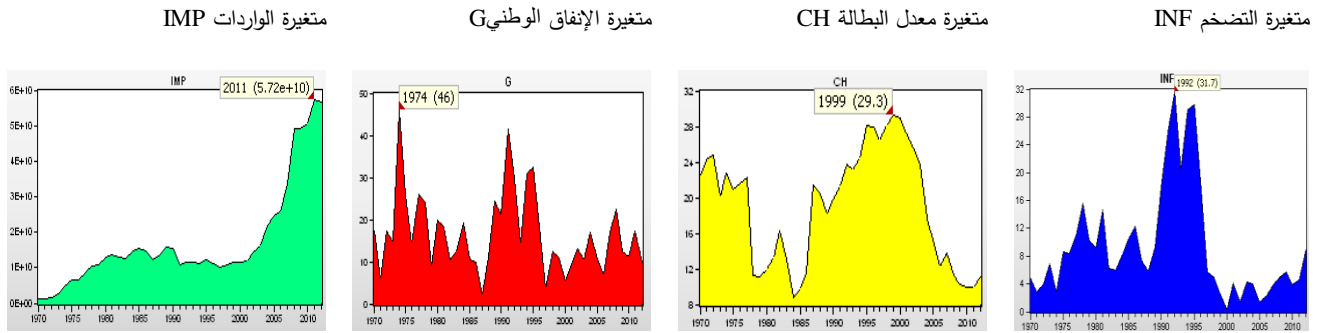 متغيرة التضخم INF
متغيرة معدل البطالة CH
متغيرة الإنفاق الوطنيG
متغيرة الواردات IMP
IMP
2011 (5.72e+10)
6E+10
5E+10
4E+10
3E+10
2E+10
1E+10
0E+00
1970 1975 1980 1985 1990 1995 2000 2005 2010
G
1974 (46)
50
40
30
20
10
0
1970 1975 1980 1985 1990 1995 2000 2005 2010
CH
1999 (29.3)
32
28
24
20
16
12
8
1970 1975 1980 1985 1990 1995 2000 2005 2010
INF
1992 (31.7)
32
28
24
20
16
12
8
4
0
1970 1975 1980 1985 1990 1995 2000 2005 2010